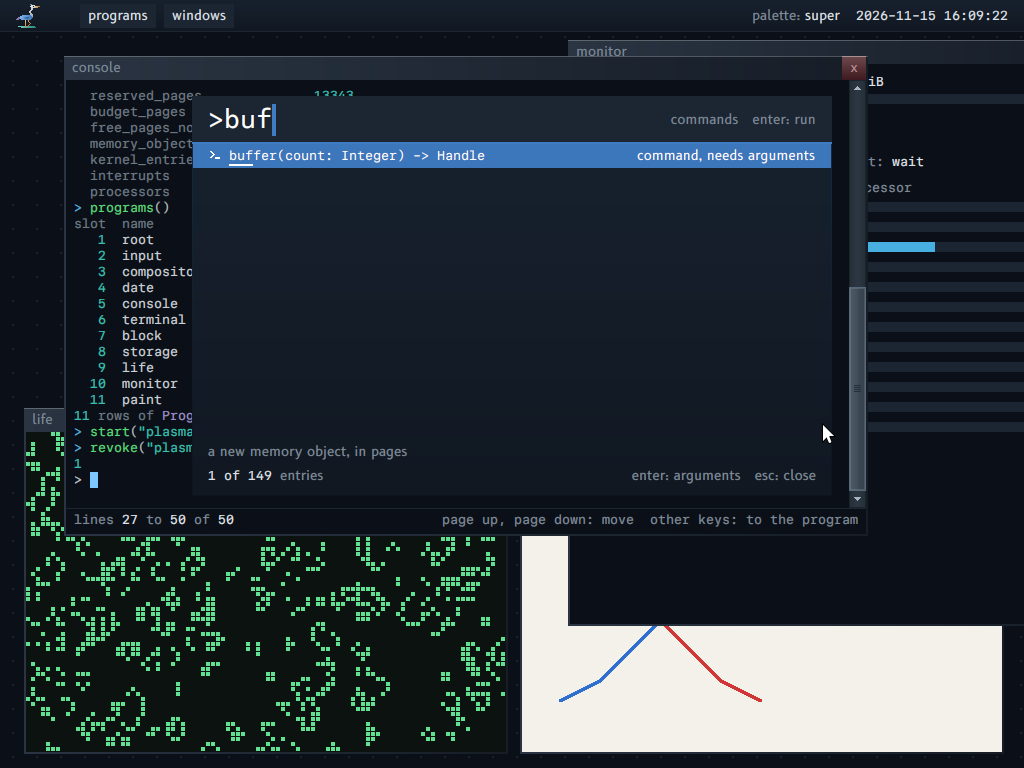 programs windows palette: super 2026-11-15 16:09:22
monitor
console x
iB
reserved_pages 13343
budget_pages
memory_object
kernel_entrie
interrupts
processors
>buf commands enter: run
>_ buffer(count: Integer) -> Handle command, needs arguments
t: wait
cessor
> programs()
slot name
1 root
2 input
3 composito
4 date
5 console
6 terminal
7 block
8 storage
9 life
10 monitor
11 paint
11 rows of Prog
> start("plasma
> revoke("plasm
1
>
life
a new memory object, in pages
1 of 149 entries enter: arguments esc: close
lines 27 to 50 of 50 page up, page down: move other keys: to the program